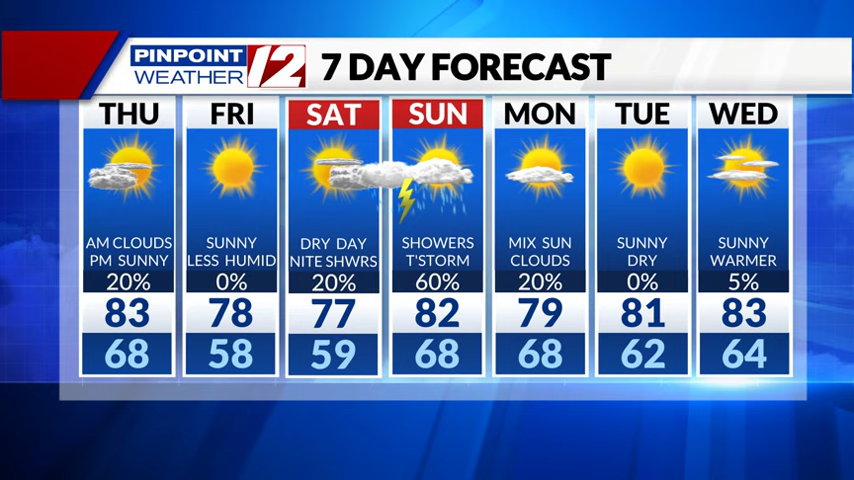 PINPOINT
WEATHER 12
7 DAY FORECAST
THU FRI SAT SUN MON TUE WED
AM CLOUDS SUNNY DRY DAY SHOWERS MIX SUN SUNNY SUNNY
PM SUNNY LESS HUMID NITE SHWRS T'STORM CLOUDS DRY WARMER
20% 0% 20% 60% 20% 0% 5%
83 78 77 82 79 81 83
68 58 59 68 68 62 64